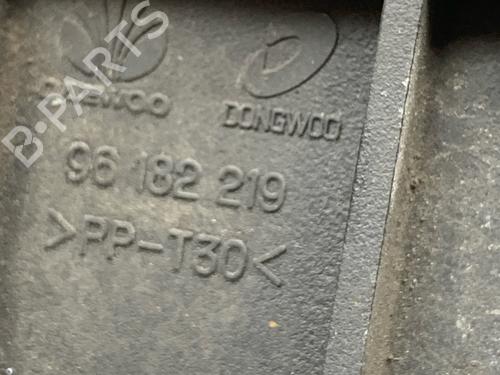 B-PARTS
DAEWOO DONGWOO
96 182 219
>PP-T30<